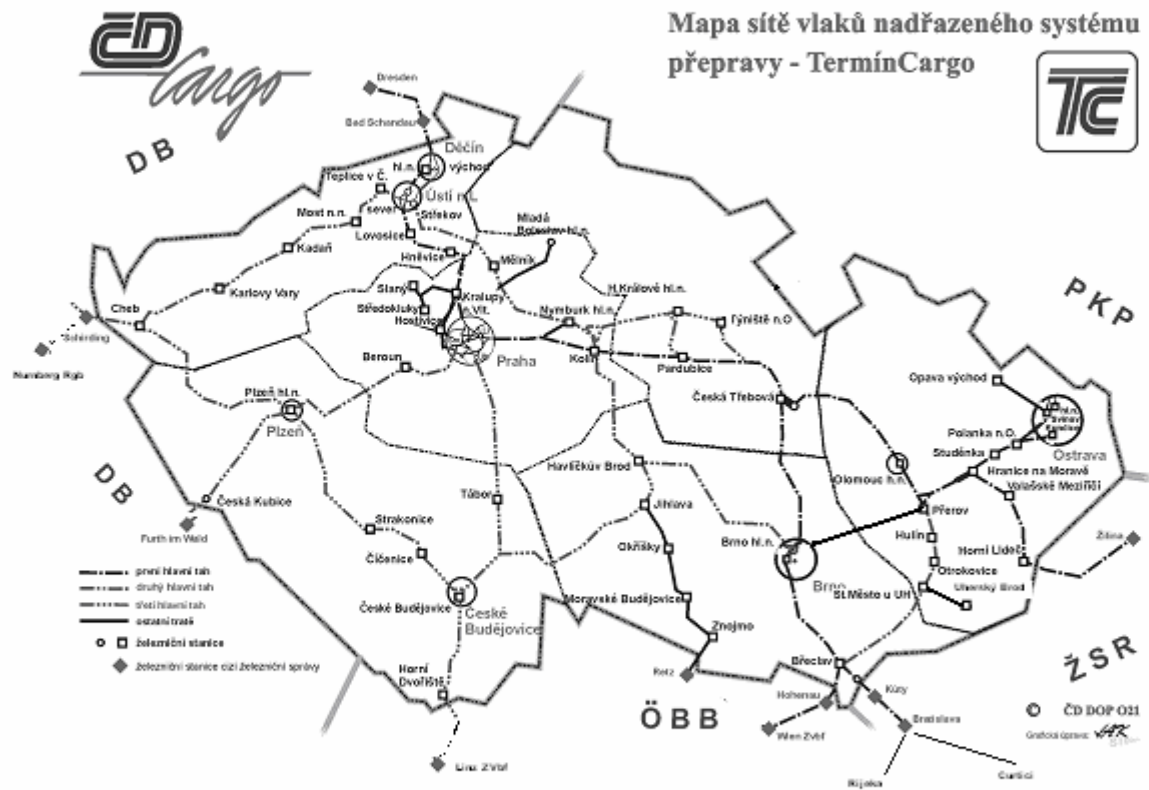 ČD
Cargo
Mapa sítě vlaků nadřazeného systému
přepravy - TermínCargo
TC
Dresden
Bad Schandau
DB
Děčín
hl.n.
východ
Teplice v Č.
Ústí n.L
sever
Střekov
Most n.n.
Lovosice
Mladá
Boleslav hl.n.
Kadaň
Hněvice
Mělník
Karlovy Vary
Slaný
Kralupy
n.Vlt.
H.Králové hl.n.
PKP
Cheb
Středokluky
Hostivice
Nymburk hl.n.
Týniště n.O
Schirding
Praha
Kolín
Nurnberg Rgb
Beroun
Pardubice
Opava východ
Plzeň hl.n.
Česká Třebová
hl.n.
Plzeň
Polanka n.O.
Ostrava
Studénka
DB
Havlíčkův Brod
Hranice na Moravě
Olomouc h.n.
Valašské Meziříčí
Česká Kubice
Tábor
Jihlava
Přerov
Furth im Wald
Strakonice
Brno hl.n.
Hulín
Horní Lideč
Žilina
Číčenice
Okříšky
Otrokovice
první hlavní tah
druhý hlavní tah
Brno
St.Město u UH
Uherský Brod
třetí hlavní tah
České Budějovice
České
Budějovice
Moravské Budějovice
ostatní tratě
železniční stanice
Znojmo
železniční stanice cizí železniční správy
Horní
Dvořiště
Břeclav
ŽSR
Retz
Hohenau
Kúty
ÖBB
© ČD DOP O21
Wien Zvbf
Bratislava
Grafická úprava:
Linz ZVbf
Curtici
Rijeka